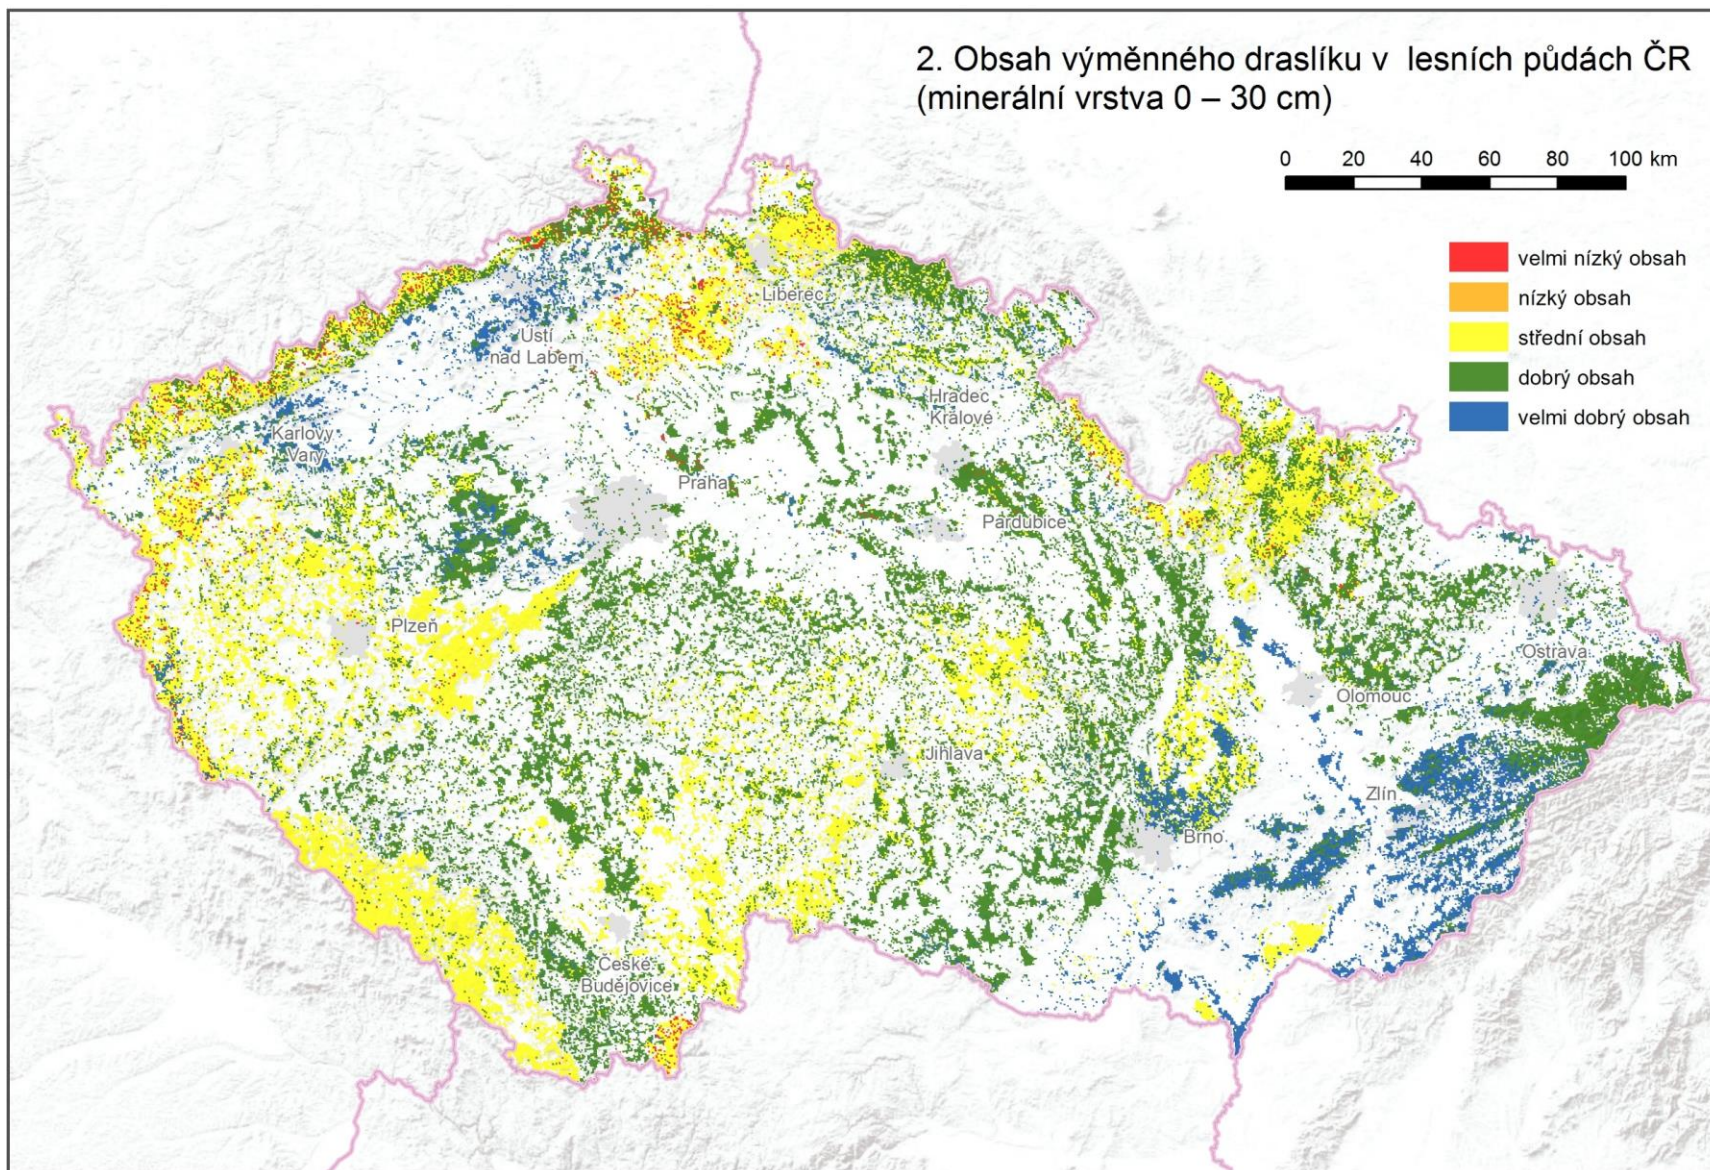 2. Obsah výměnného draslíku v lesních půdách ČR
(minerální vrstva 0 – 30 cm)
0 20 40 60 80 100 km
velmi nízký obsah
nízký obsah
střední obsah
dobrý obsah
velmi dobrý obsah
Liberec
Ústí
nad Labem
Hradec
Králové
Karlovy
Vary
Praha
Pardubice
Plzeň
Ostrava
Olomouc
Jihlava
Zlín
Brno
České
Budějovice